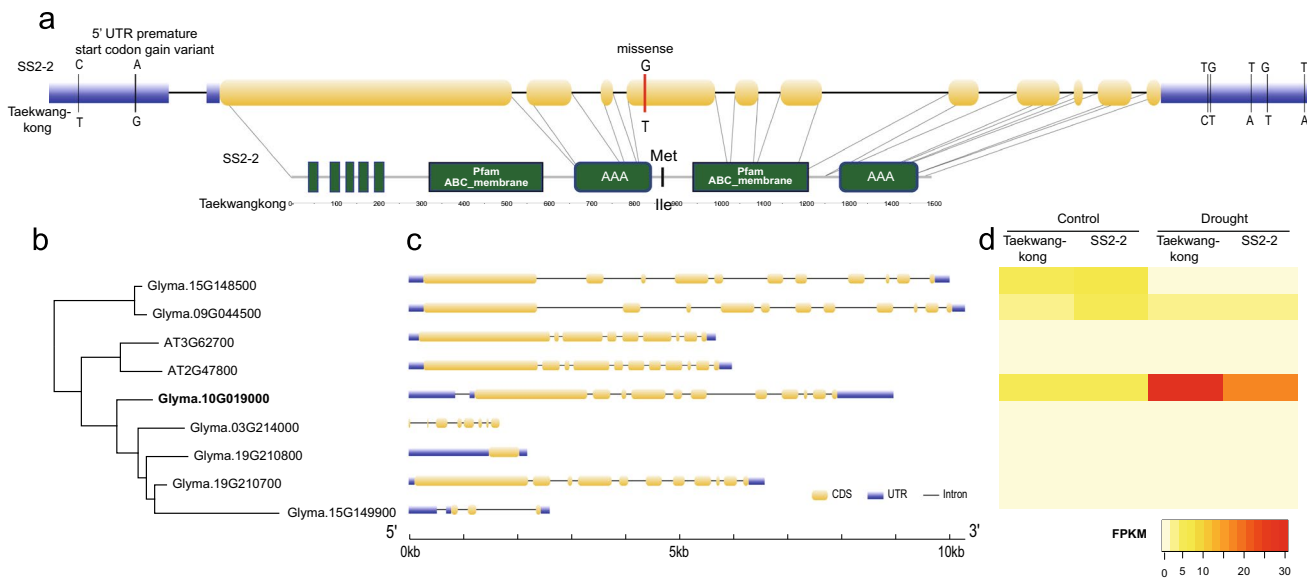 a
5' UTR premature
start codon gain variant
missense
SS2-2
C A G TG T G T
Taekwang-
kong
T G T CT A T A
SS2-2
Pfam
ABC_membrane
AAA
Met
Pfam
ABC_membrane
AAA
Taekwangkong
0 100 200 300 400 500 600 700 800 900 1000 1100 1200 1400 1800 1400 1500 1600
Ile
b
Glyma.15G148500
Glyma.09G044500
AT3G62700
AT2G47800
Glyma.10G019000
Glyma.03G214000
Glyma.19G210800
Glyma.19G210700
Glyma.15G149900
c
CDS UTR Intron
5' 3'
0kb 5kb 10kb
d
Control Drought
Taekwang-
kong
SS2-2
Taekwang-
kong
SS2-2
FPKM
0 5 10 20 30